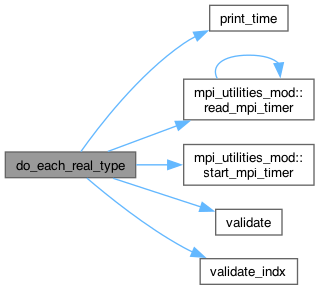 print_time
mpi_utilities_mod::
read_mpi_timer
do_each_real_type
mpi_utilities_mod::
start_mpi_timer
validate
validate_indx